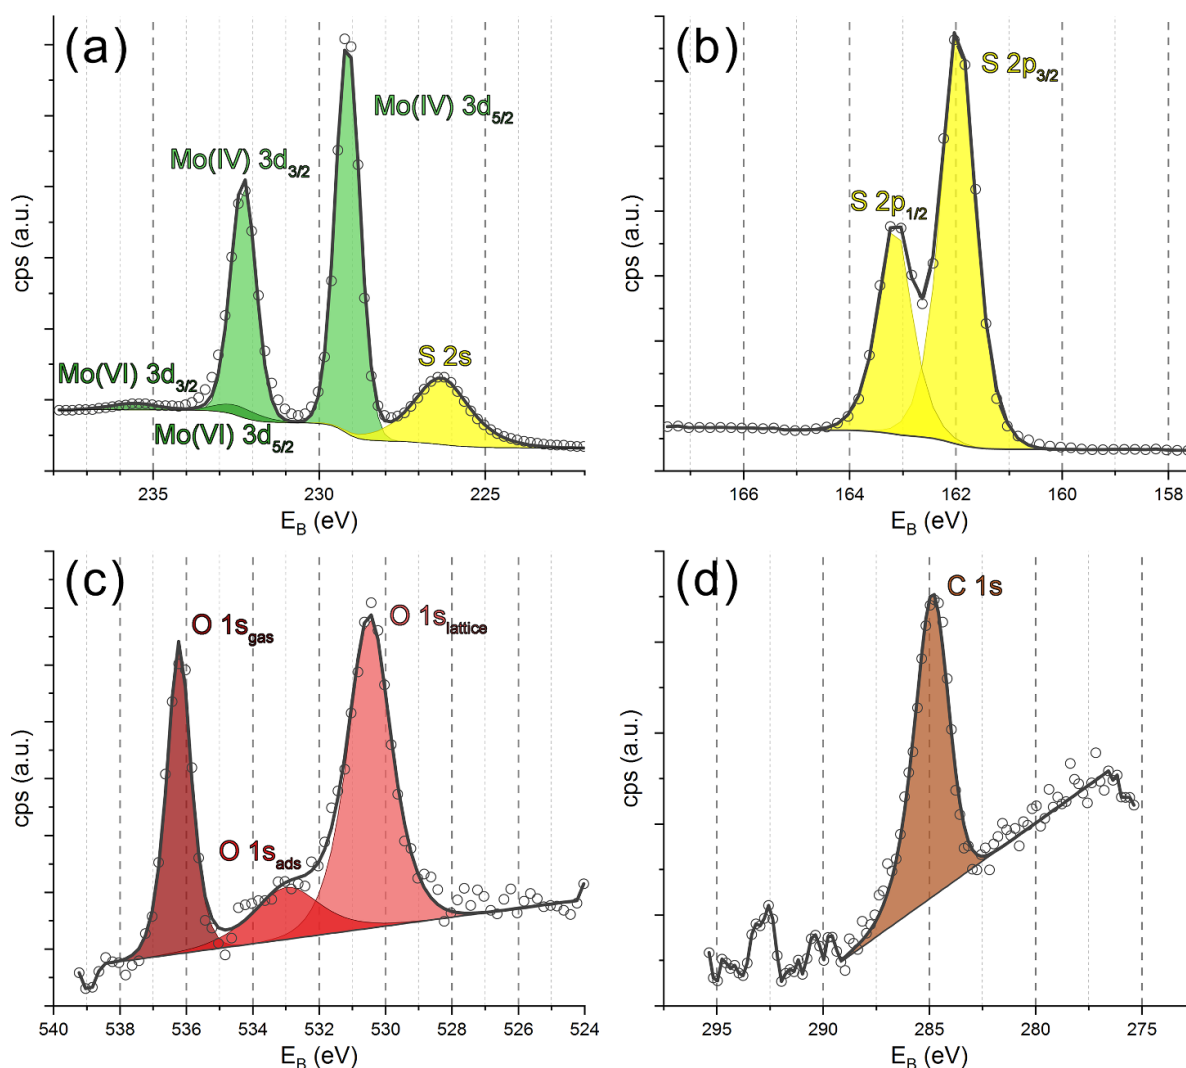 (a)
Mo(IV) 3d5/2
Mo(IV) 3d3/2
S 2s
Mo(VI) 3d3/2
Mo(VI) 3d5/2
cps (a.u.)
235 230 225
EB (eV)
(b)
S 2p3/2
S 2p1/2
cps (a.u.)
166 164 162 160 158
EB (eV)
(c)
O 1sgas
O 1slattice
O 1sads
cps (a.u.)
540 538 536 534 532 530 528 526 524
EB (eV)
(d)
C 1s
cps (a.u.)
295 290 285 280 275
EB (eV)